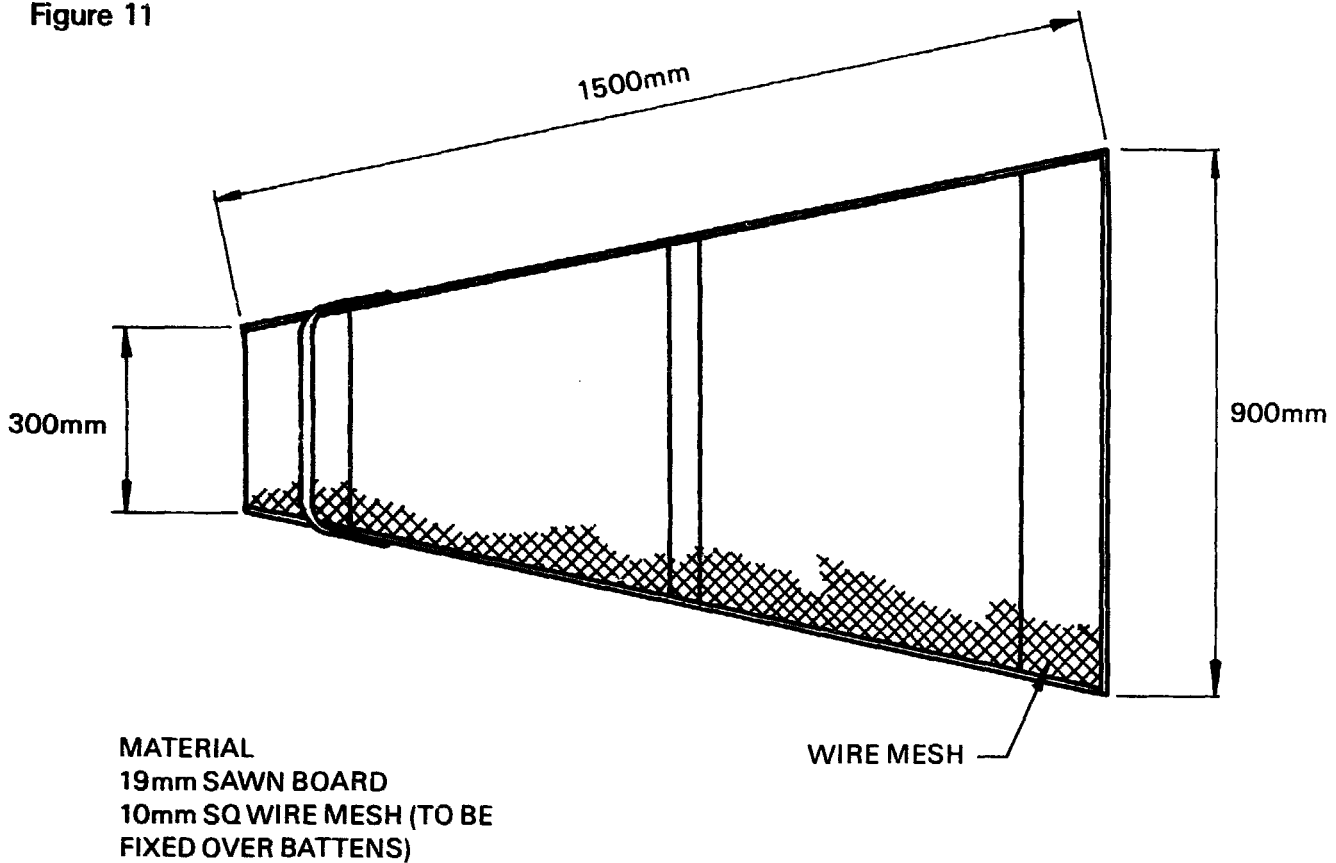 Figure 11
1500mm
300mm
900mm
WIRE MESH
MATERIAL
19mm SAWN BOARD
10mm SQ WIRE MESH (TO BE
FIXED OVER BATTENS)